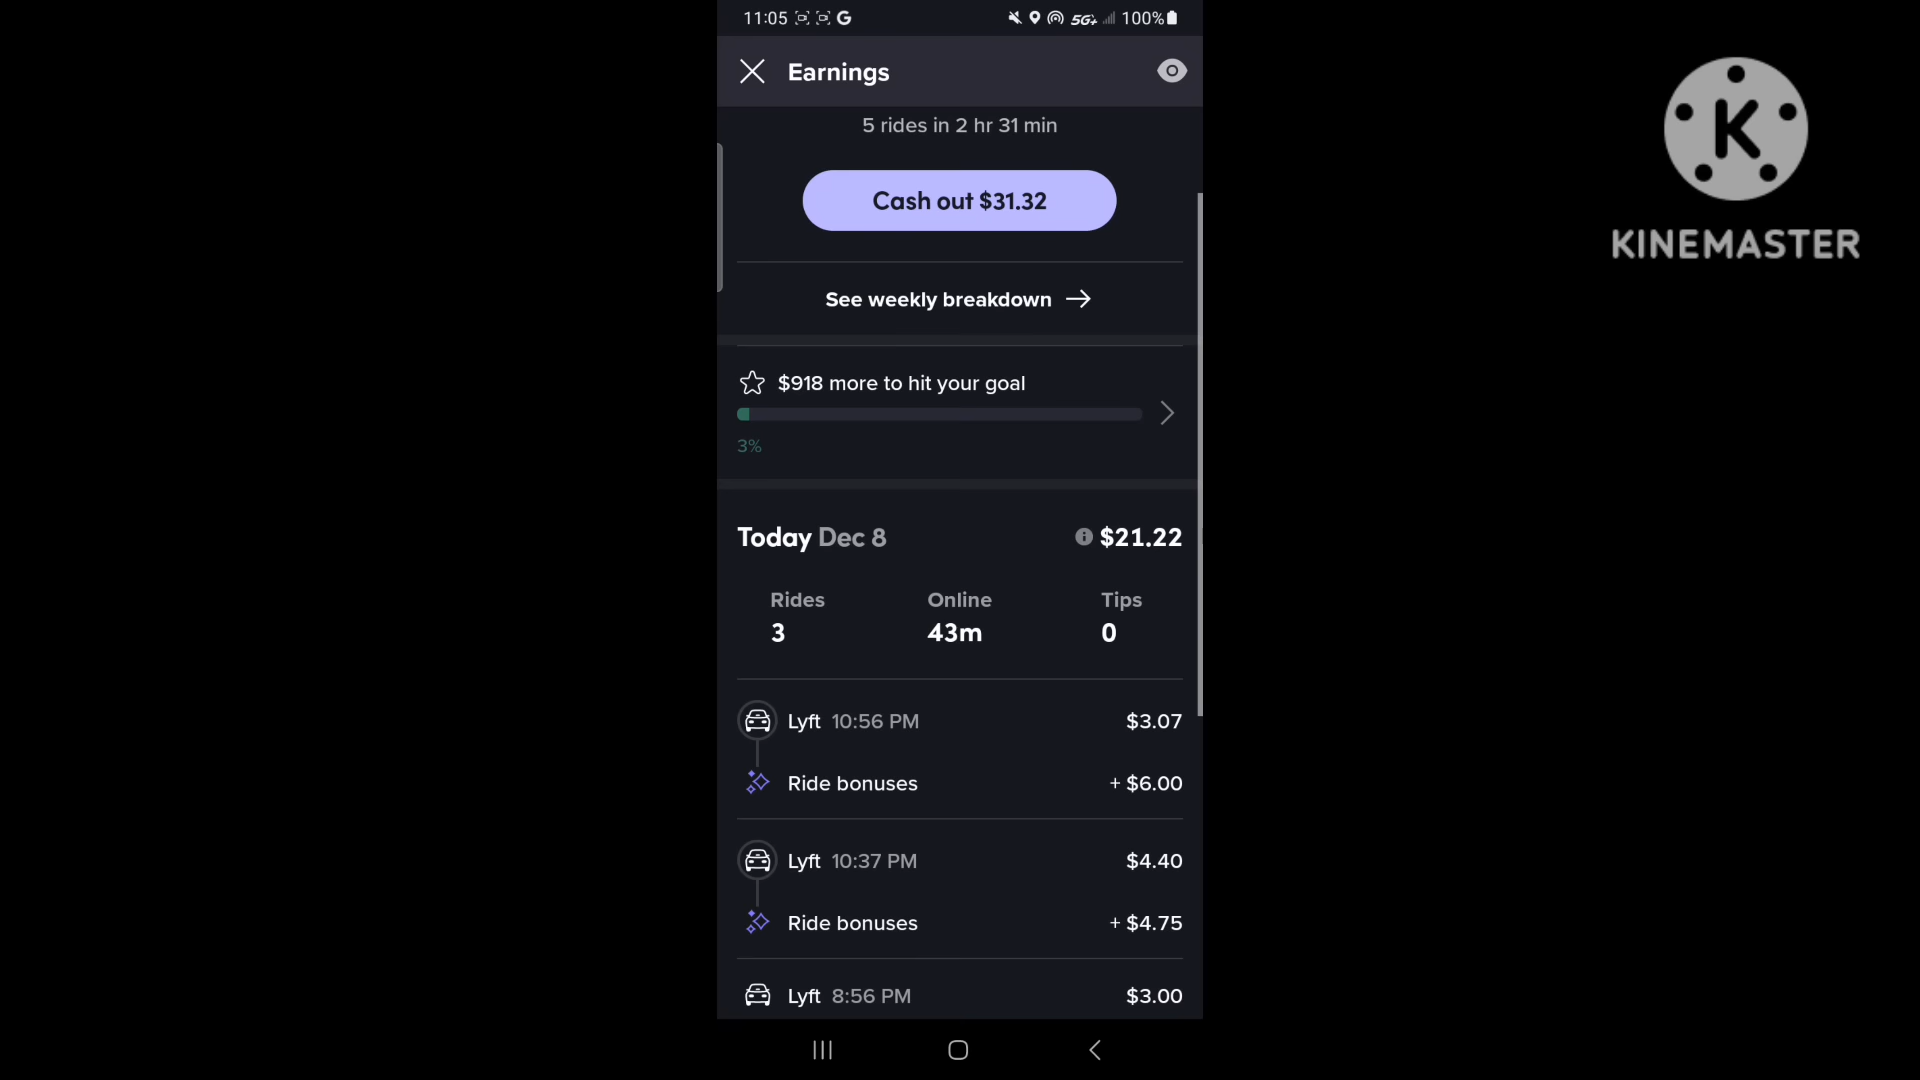 11:05 G 5G+ 100%
Earnings
5 rides in 2 hr 31 min
Cash out $31.32
See weekly breakdown
$918 more to hit your goal
3%
Today Dec 8 $21.22
Rides Online Tips
3 43m 0
Lyft 10:56 PM $3.07
Ride bonuses + $6.00
Lyft 10:37 PM $4.40
Ride bonuses + $4.75
Lyft 8:56 PM $3.00
K
KINEMASTER